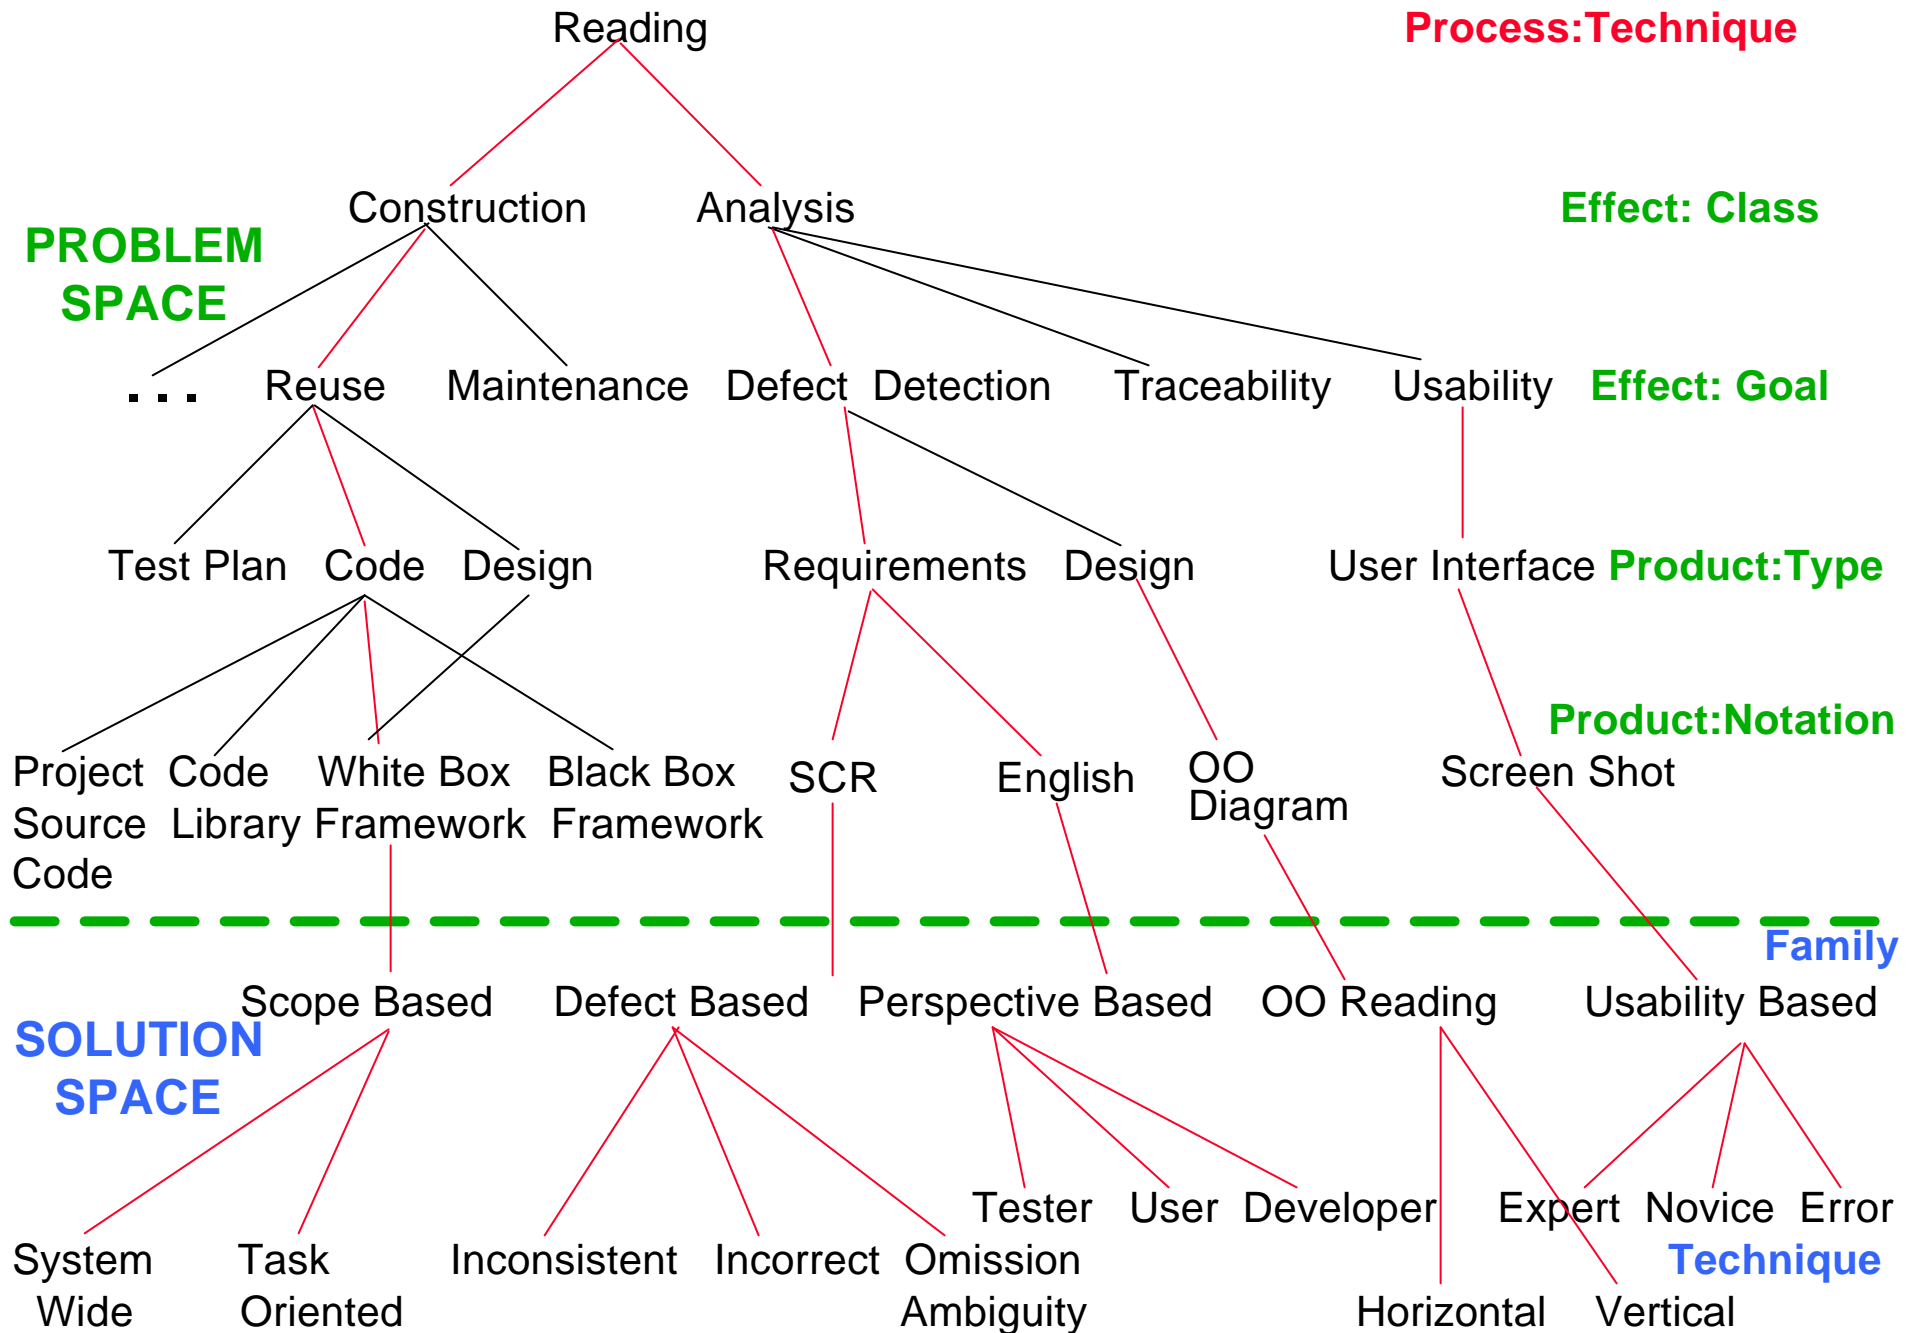 Reading
Process:Technique
Construction
Analysis
Effect: Class
PROBLEM
SPACE
. . .
Reuse
Maintenance
Defect Detection
Traceability
Usability
Effect: Goal
Test Plan
Code
Design
Requirements
Design
User Interface
Product:Type
Product:Notation
Project
Source
Code
Code
Library
White Box
Framework
Black Box
Framework
SCR
English
OO
Diagram
Screen Shot
Family
Scope Based
Defect Based
Perspective Based
OO Reading
Usability Based
SOLUTION
SPACE
Tester
User
Developer
Expert
Novice
Error
System
Wide
Task
Oriented
Inconsistent
Incorrect
Omission
Ambiguity
Technique
Horizontal
Vertical